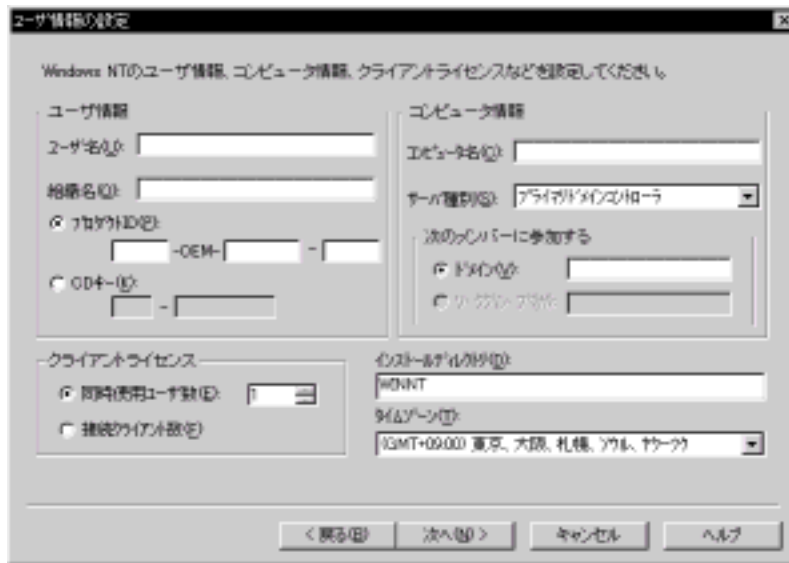 ユーザ情報の設定
Windows NTのユーザ情報、コンピュータ情報、クライアントライセンスなどを設定してください。
ユーザ情報
ユーザ名(U):
組織名(O):
プロダクトID(P):
-OEM- -
CDキー(K):
-
コンピュータ情報
コンピュータ名(C):
サーバ種別(S): プライマリドメインコントローラ
次のメンバーに参加する
ドメイン(V):
クライアントライセンス
同時使用ユーザ数(E): 1
接続クライアント数(F)
インストールディレクトリ(D):
WINNT
タイムゾーン(T):
(GMT+09:00) 東京、大阪、札幌、ソウル、ヤクーツク
< 戻る(B) 次へ(N) > キャンセル ヘルプ